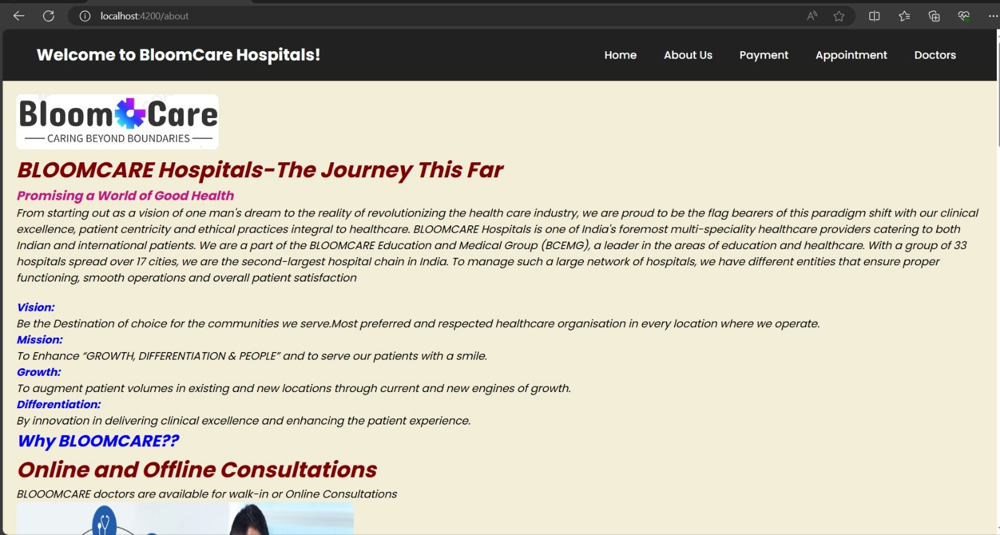 localhost:4200/about
Welcome to BloomCare Hospitals!
Home About Us Payment Appointment Doctors
Bloom Care
CARING BEYOND BOUNDARIES
BLOOMCARE Hospitals-The Journey This Far
Promising a World of Good Health
From starting out as a vision of one man's dream to the reality of revolutionizing the health care industry, we are proud to be the flag bearers of this paradigm shift with our clinical
excellence, patient centricity and ethical practices integral to healthcare. BLOOMCARE Hospitals is one of India's foremost multi-speciality healthcare providers catering to both
Indian and international patients. We are a part of the BLOOMCARE Education and Medical Group (BCEMG), a leader in the areas of education and healthcare. With a group of 33
hospitals spread over 17 cities, we are the second-largest hospital chain in India. To manage such a large network of hospitals, we have different entities that ensure proper
functioning, smooth operations and overall patient satisfaction
Vision:
Be the Destination of choice for the communities we serve.Most preferred and respected healthcare organisation in every location where we operate.
Mission:
To Enhance “GROWTH, DIFFERENTIATION & PEOPLE” and to serve our patients with a smile.
Growth:
To augment patient volumes in existing and new locations through current and new engines of growth.
Differentiation:
By innovation in delivering clinical excellence and enhancing the patient experience.
Why BLOOMCARE??
Online and Offline Consultations
BLOOOMCARE doctors are available for walk-in or Online Consultations